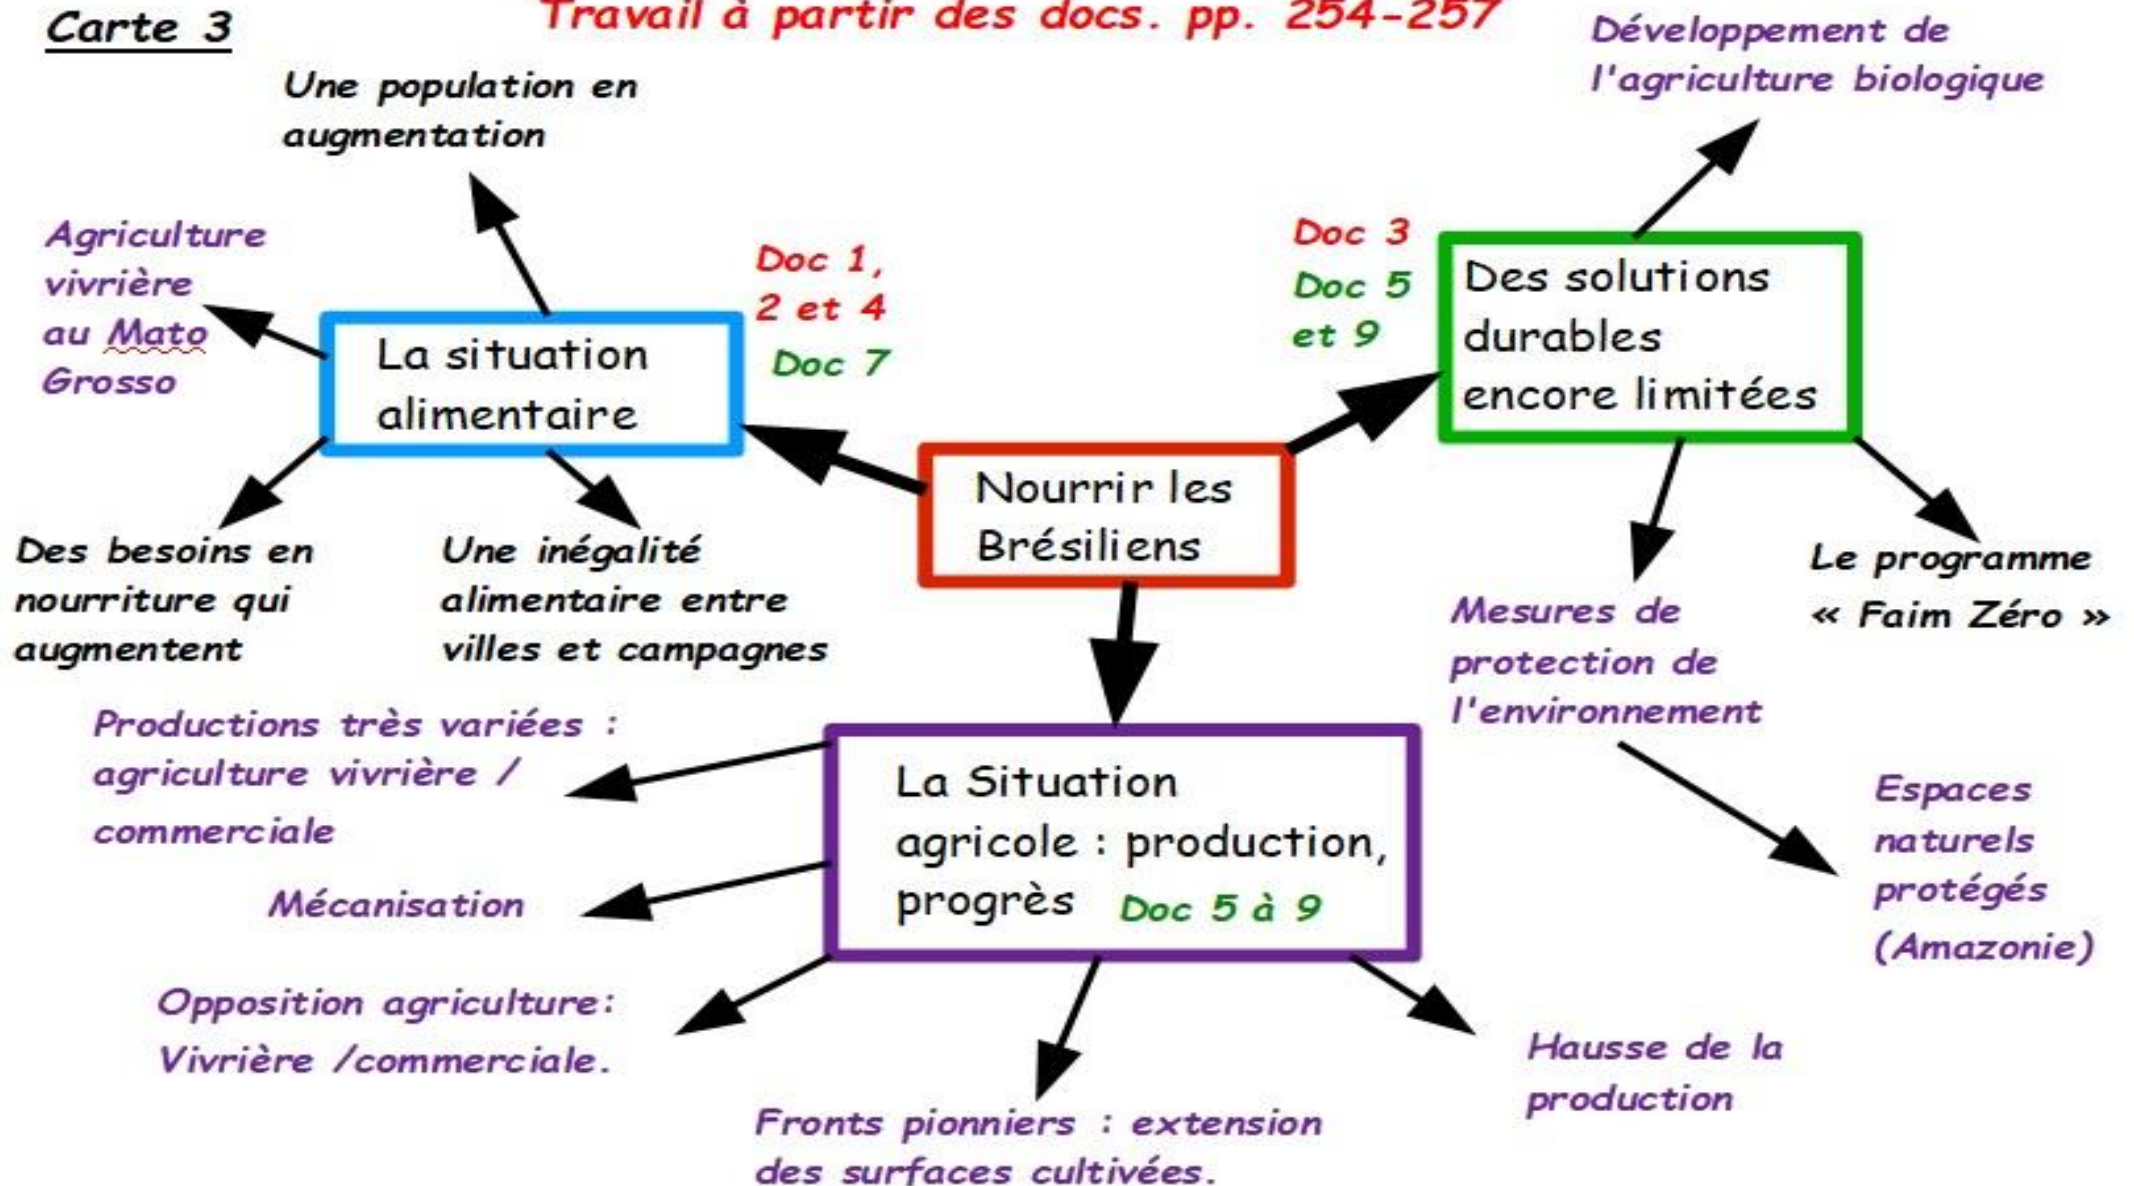 Carte 3
Travail à partir des docs. pp. 254-257
Développement de
l'agriculture biologique
Une population en
augmentation
Agriculture
vivrière
au Mato
Grosso
Doc 1,
2 et 4
Doc 7
La situation
alimentaire
Doc 3
Doc 5
et 9
Des solutions
durables
encore limitées
Nourrir les
Brésiliens
Des besoins en
nourriture qui
augmentent
Une inégalité
alimentaire entre
villes et campagnes
Le programme
« Faim Zéro »
Mesures de
protection de
l'environnement
Espaces
naturels
protégés
(Amazonie)
Productions très variées :
agriculture vivrière /
commerciale
La Situation
agricole : production,
progrès Doc 5 à 9
Mécanisation
Opposition agriculture:
Vivrière /commerciale.
Fronts pionniers : extension
des surfaces cultivées.
Hausse de la
production